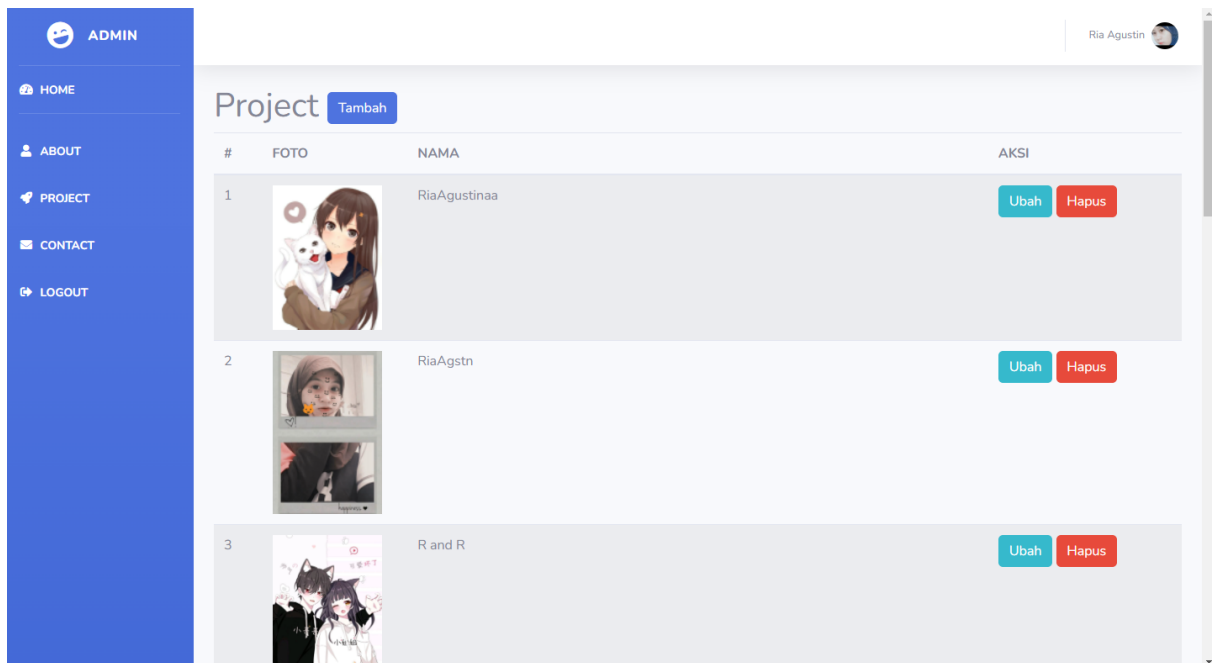 ADMIN
Ria Agustin
HOME
ABOUT
PROJECT
CONTACT
LOGOUT
Project Tambah
# FOTO NAMA AKSI
1 RiaAgustinaa Ubah Hapus
2 RiaAgstn Ubah Hapus
happiness
3 R and R Ubah Hapus